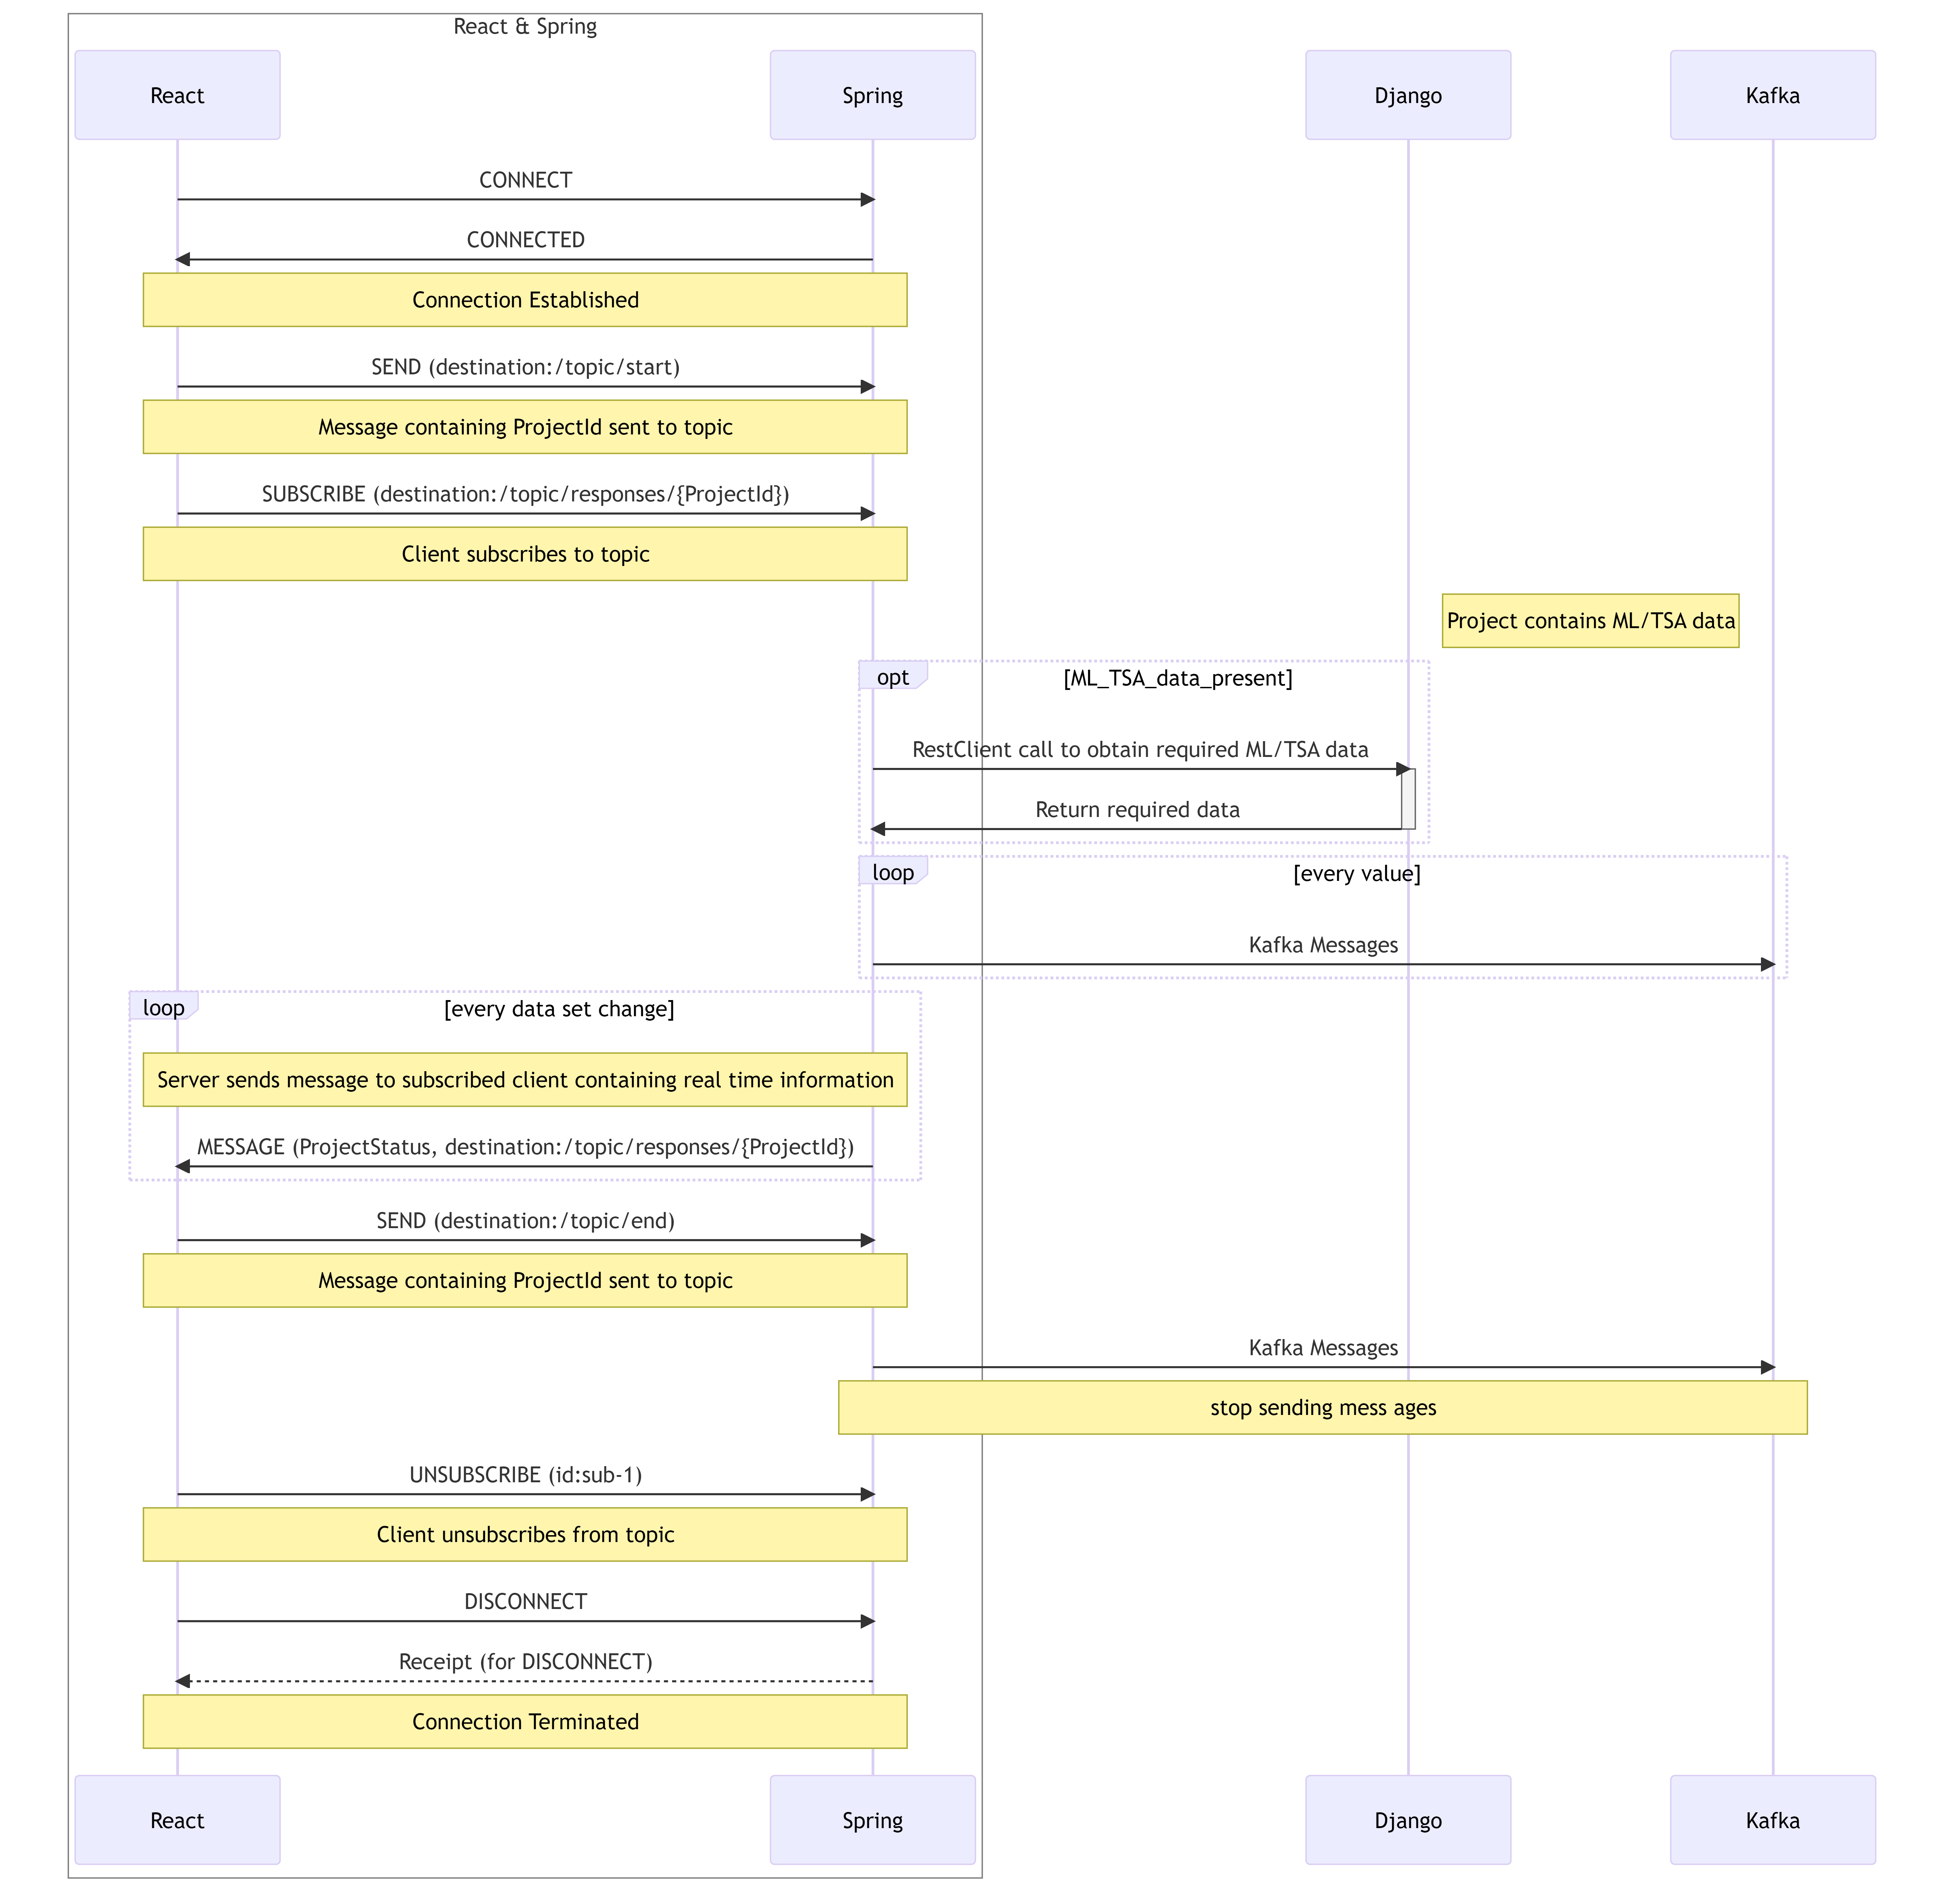 React & Spring
React
Spring
Django
Kafka
CONNECT
CONNECTED
Connection Established
SEND (destination:/topic/start)
Message containing ProjectId sent to topic
SUBSCRIBE (destination:/topic/responses/{ProjectId})
Client subscribes to topic
Project contains ML/TSA data
opt
[ML_TSA_data_present]
RestClient call to obtain required ML/TSA data
Return required data
loop
[every value]
Kafka Messages
loop
[every data set change]
Server sends message to subscribed client containing real time information
MESSAGE (ProjectStatus, destination:/topic/responses/{ProjectId})
SEND (destination:/topic/end)
Message containing ProjectId sent to topic
Kafka Messages
stop sending mess ages
UNSUBSCRIBE (id:sub-1)
Client unsubscribes from topic
DISCONNECT
Receipt (for DISCONNECT)
Connection Terminated
React
Spring
Django
Kafka